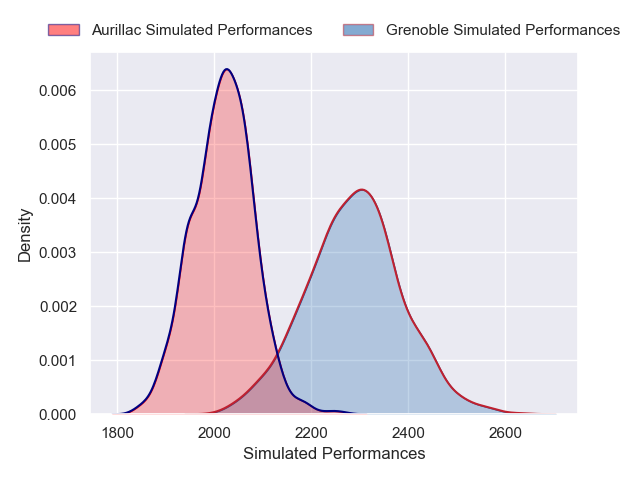 Aurillac Simulated Performances Grenoble Simulated Performances
0.006
0.005
0.004
0.003
0.002
0.001
0.000
Density
1800 2000 2200 2400 2600
Simulated Performances